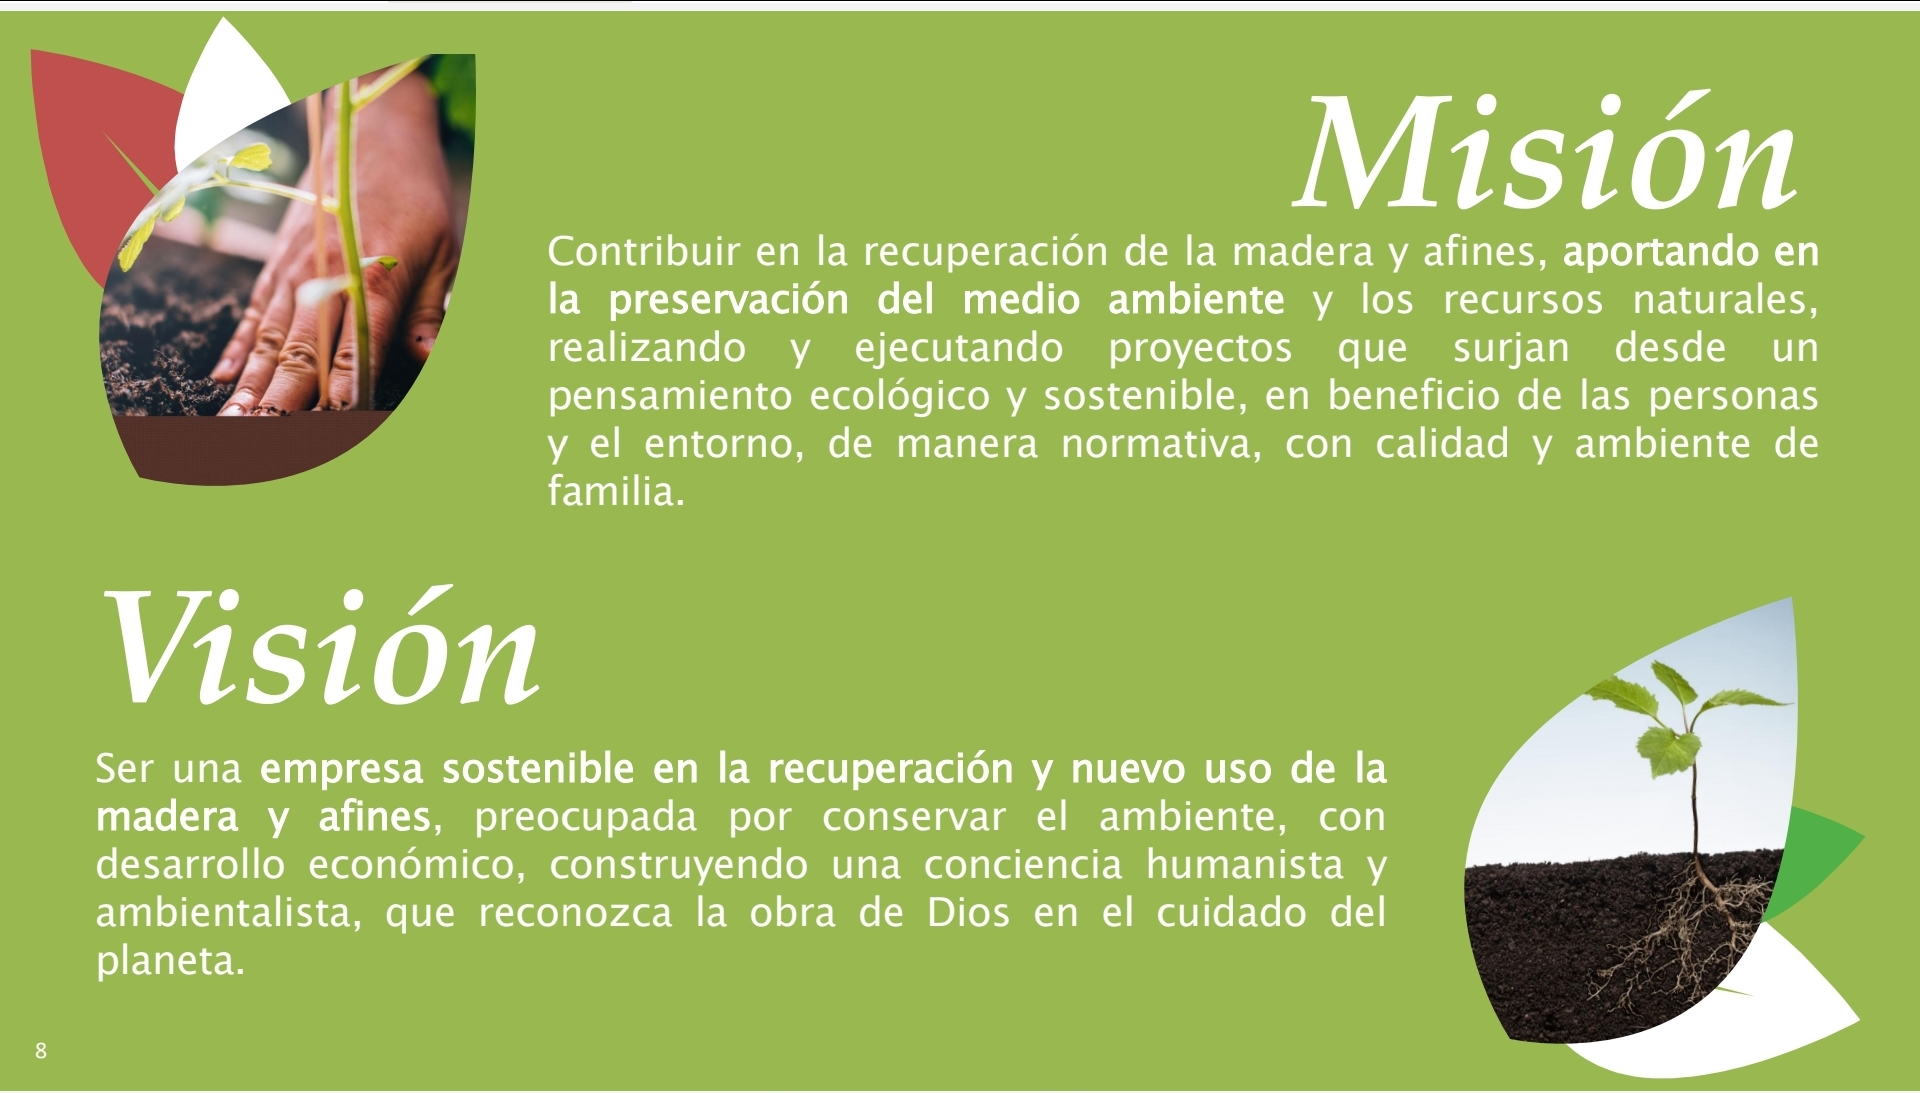 Misión
Contribuir en la recuperación de la madera y afines, aportando en
la preservación del medio ambiente y los recursos naturales,
realizando y ejecutando proyectos que surjan desde un
pensamiento ecológico y sostenible, en beneficio de las personas
y el entorno, de manera normativa, con calidad y ambiente de
familia.
Visión
Ser una empresa sostenible en la recuperación y nuevo uso de la
madera y afines, preocupada por conservar el ambiente, con
desarrollo económico, construyendo una conciencia humanista y
ambientalista, que reconozca la obra de Dios en el cuidado del
planeta.
8